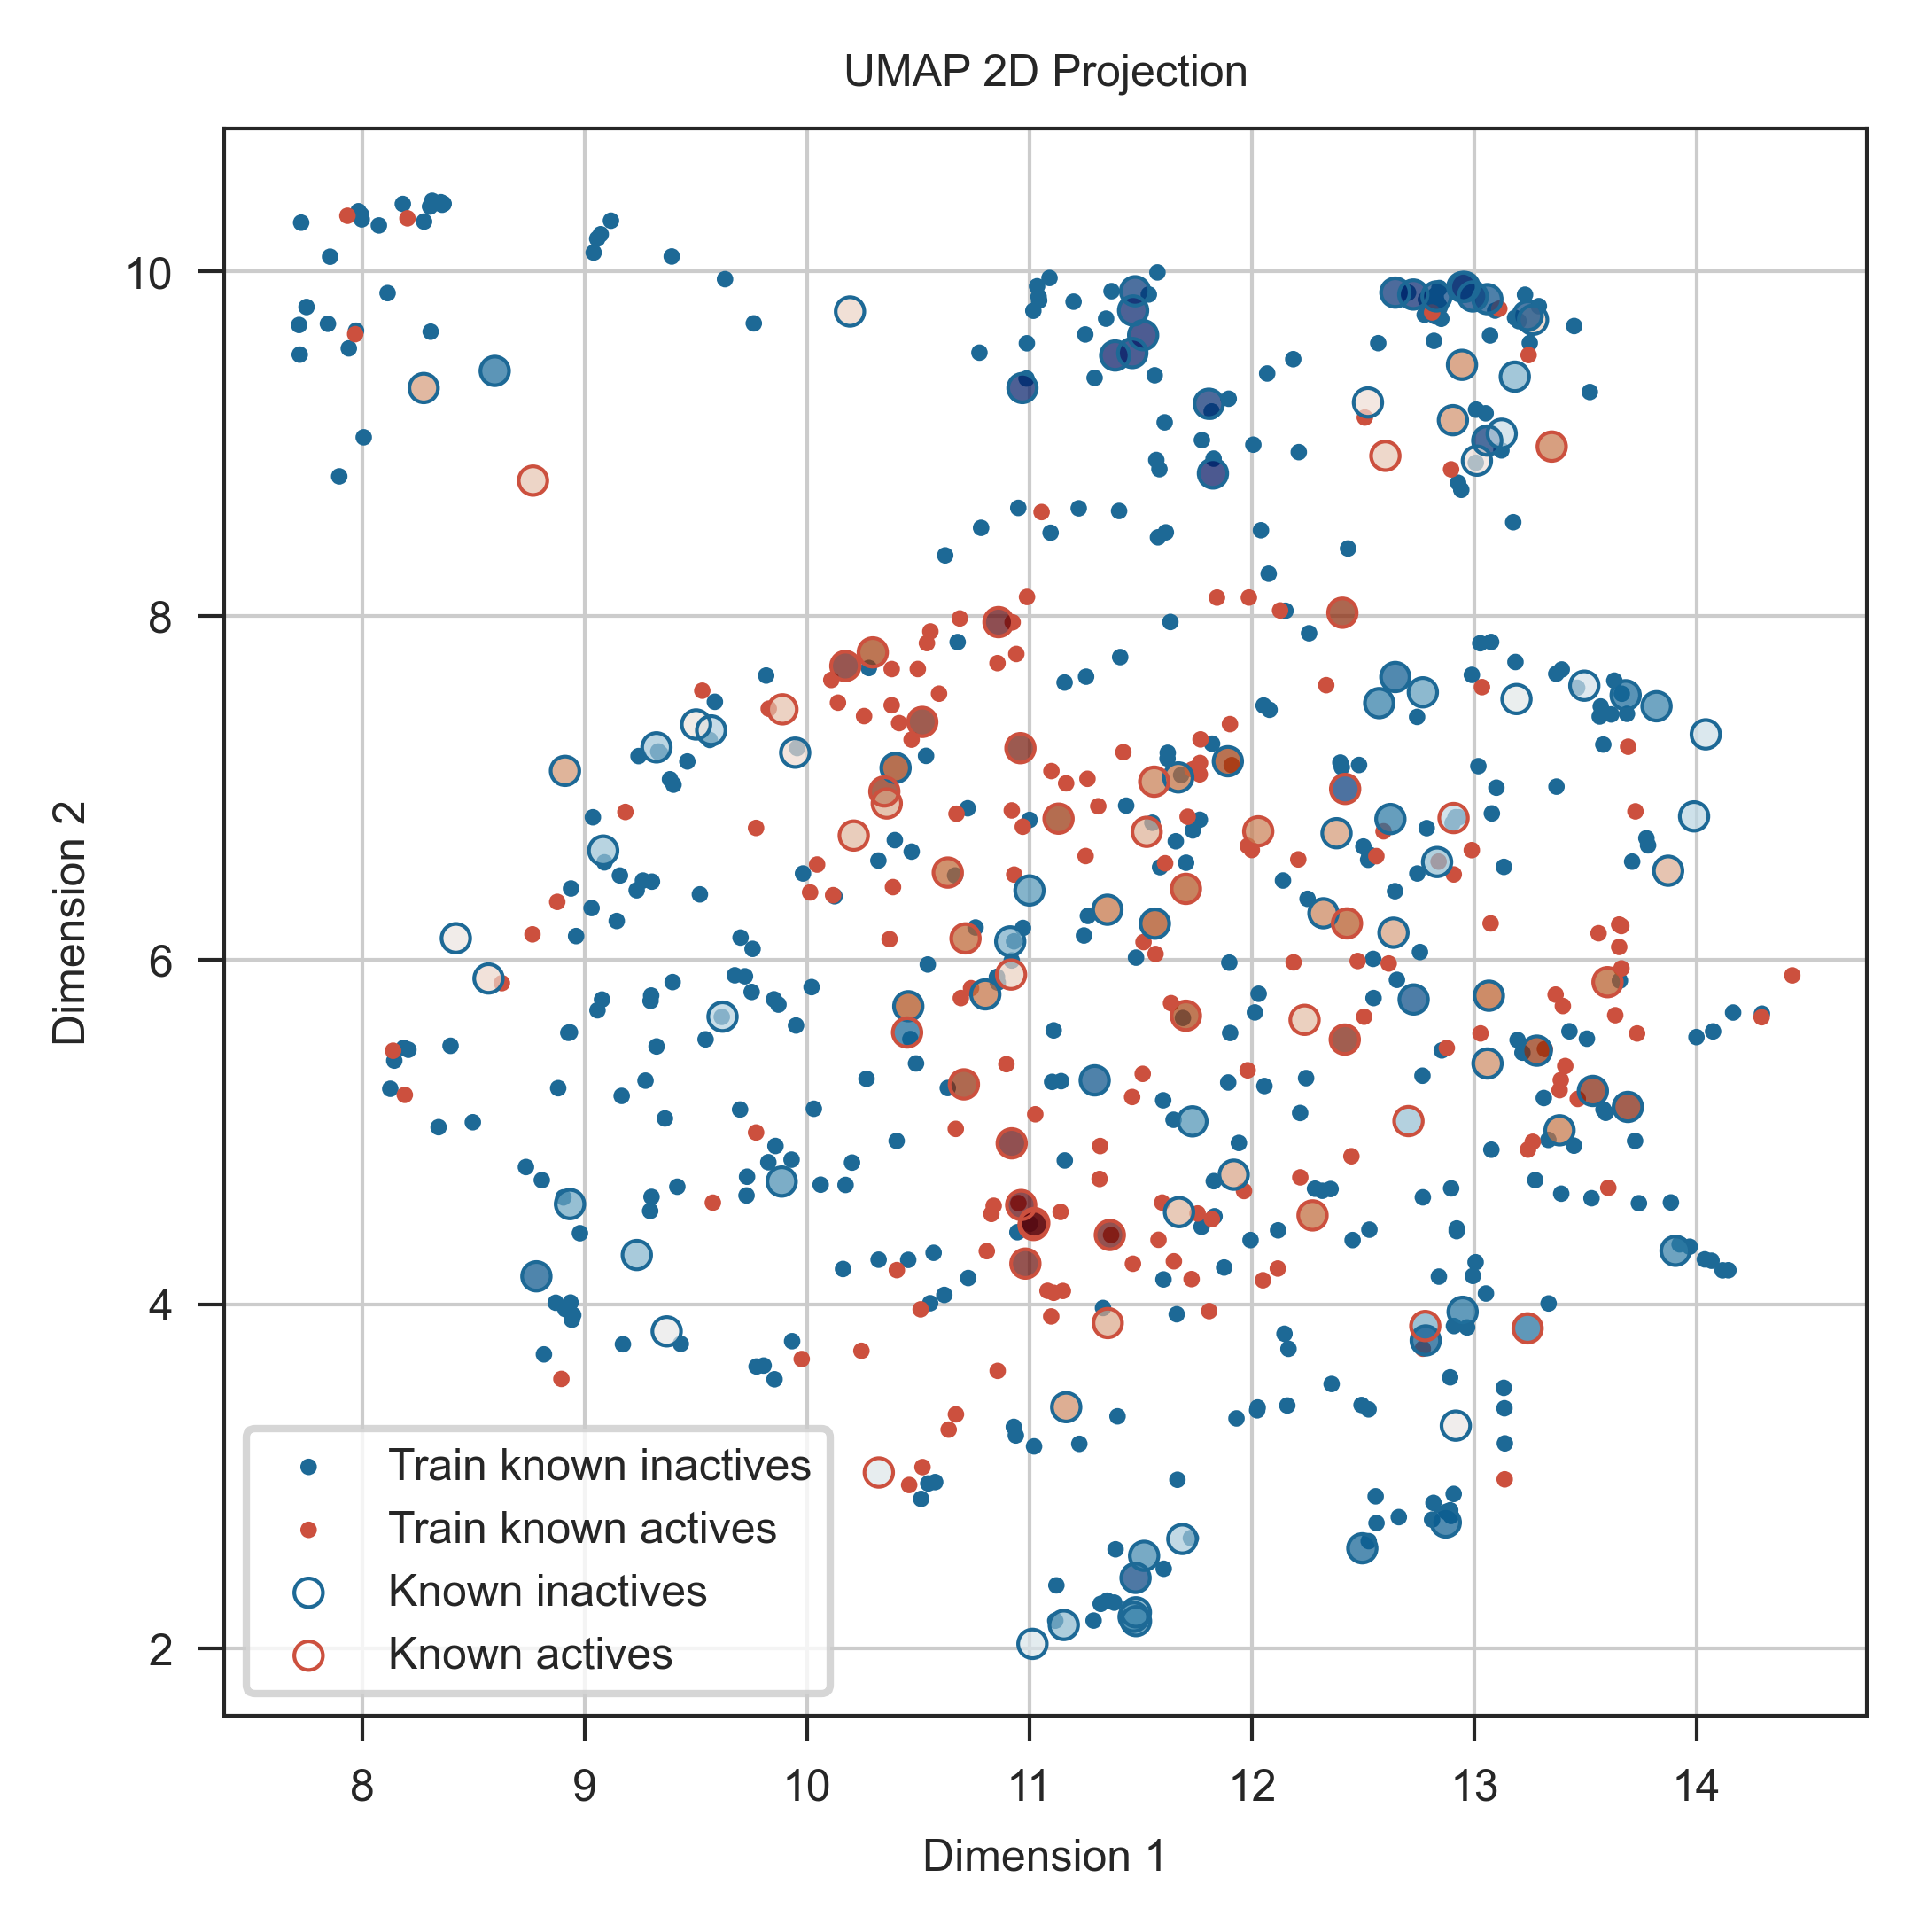 UMAP 2D Projection
10
8
6
4
2
Dimension 2
Train known inactives
Train known actives
Known inactives
Known actives
8 9 10 11 12 13 14
Dimension 1